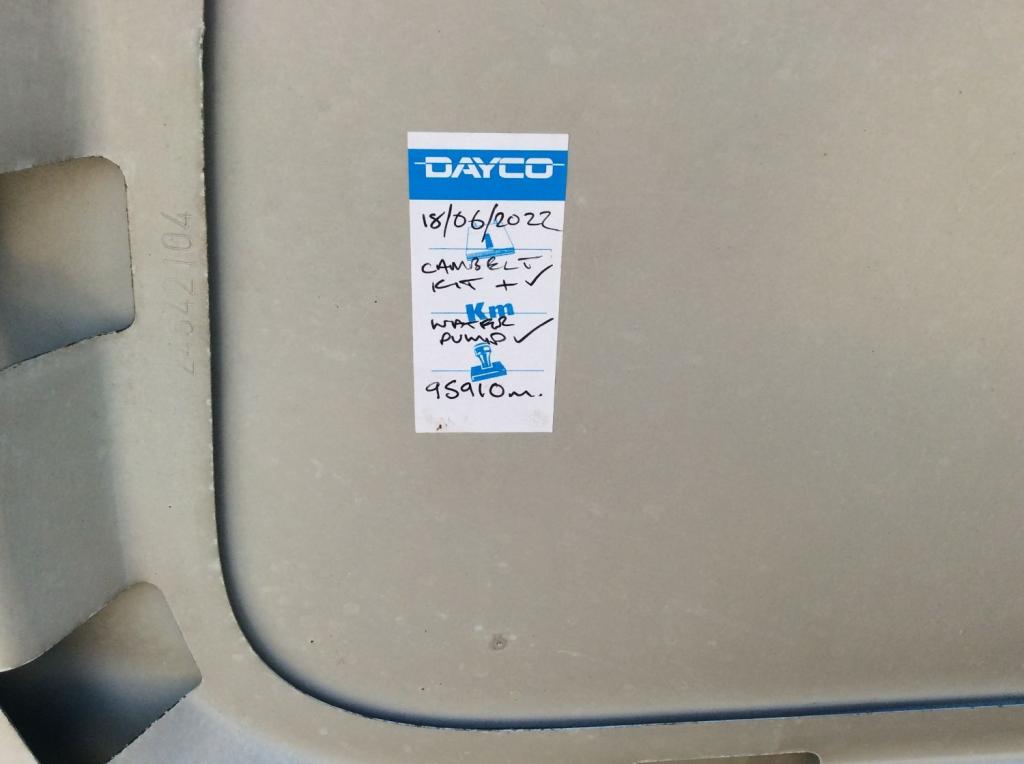 DAYCO
18/06/2022
CAMBELT
KIT + ✓
Km
WATER
PUMP ✓
95910m.